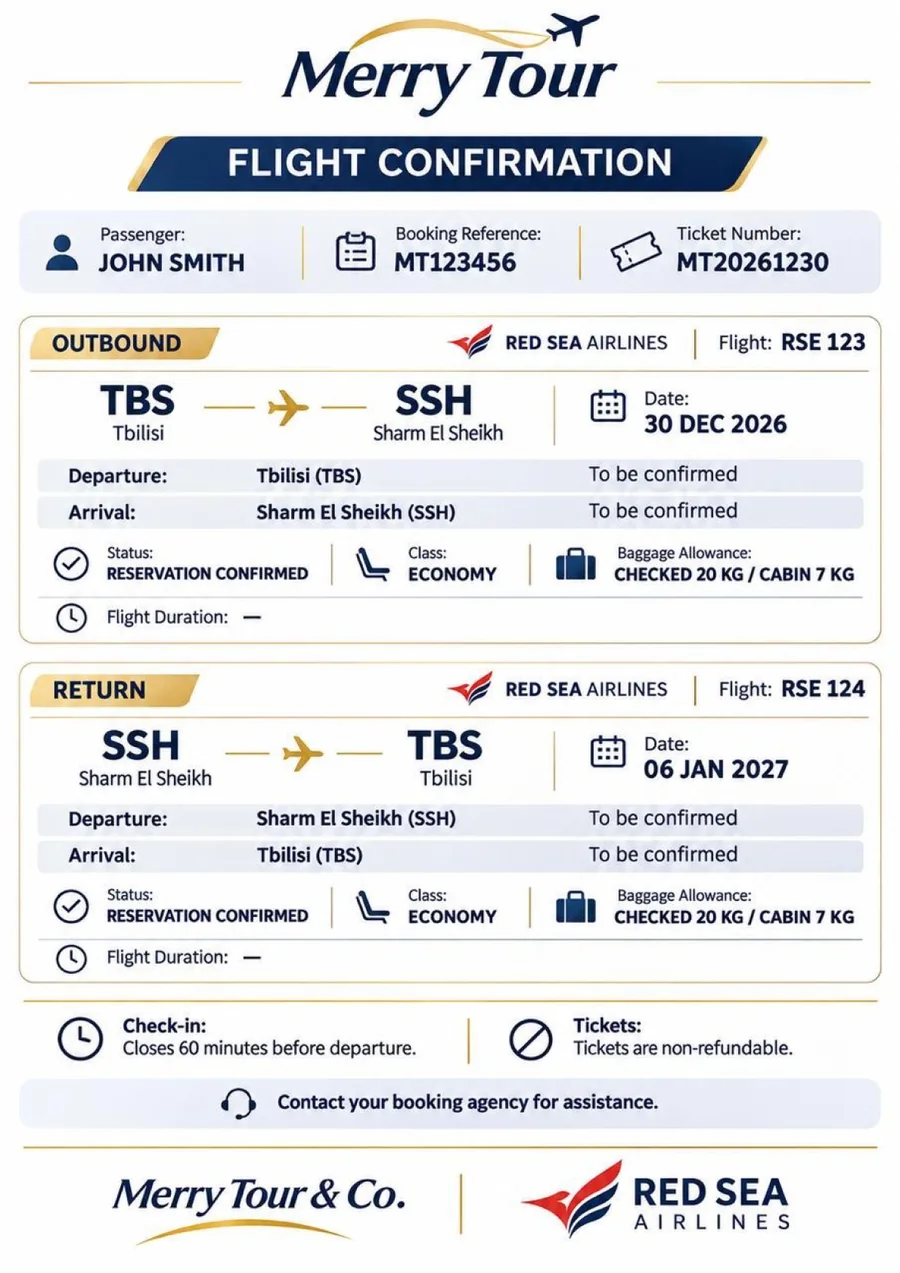 Merry Tour
FLIGHT CONFIRMATION
Passenger:
JOHN SMITH
Booking Reference:
MT123456
Ticket Number:
MT20261230
OUTBOUND
RED SEA AIRLINES
Flight: RSE 123
TBS
Tbilisi
SSH
Sharm El Sheikh
Date:
30 DEC 2026
Departure: Tbilisi (TBS) To be confirmed
Arrival: Sharm El Sheikh (SSH) To be confirmed
Status:
RESERVATION CONFIRMED
Class:
ECONOMY
Baggage Allowance:
CHECKED 20 KG / CABIN 7 KG
Flight Duration: —
RETURN
RED SEA AIRLINES
Flight: RSE 124
SSH
Sharm El Sheikh
TBS
Tbilisi
Date:
06 JAN 2027
Departure: Sharm El Sheikh (SSH) To be confirmed
Arrival: Tbilisi (TBS) To be confirmed
Status:
RESERVATION CONFIRMED
Class:
ECONOMY
Baggage Allowance:
CHECKED 20 KG / CABIN 7 KG
Flight Duration: —
Check-in:
Closes 60 minutes before departure.
Tickets:
Tickets are non-refundable.
Contact your booking agency for assistance.
Merry Tour & Co.
RED SEA
AIRLINES